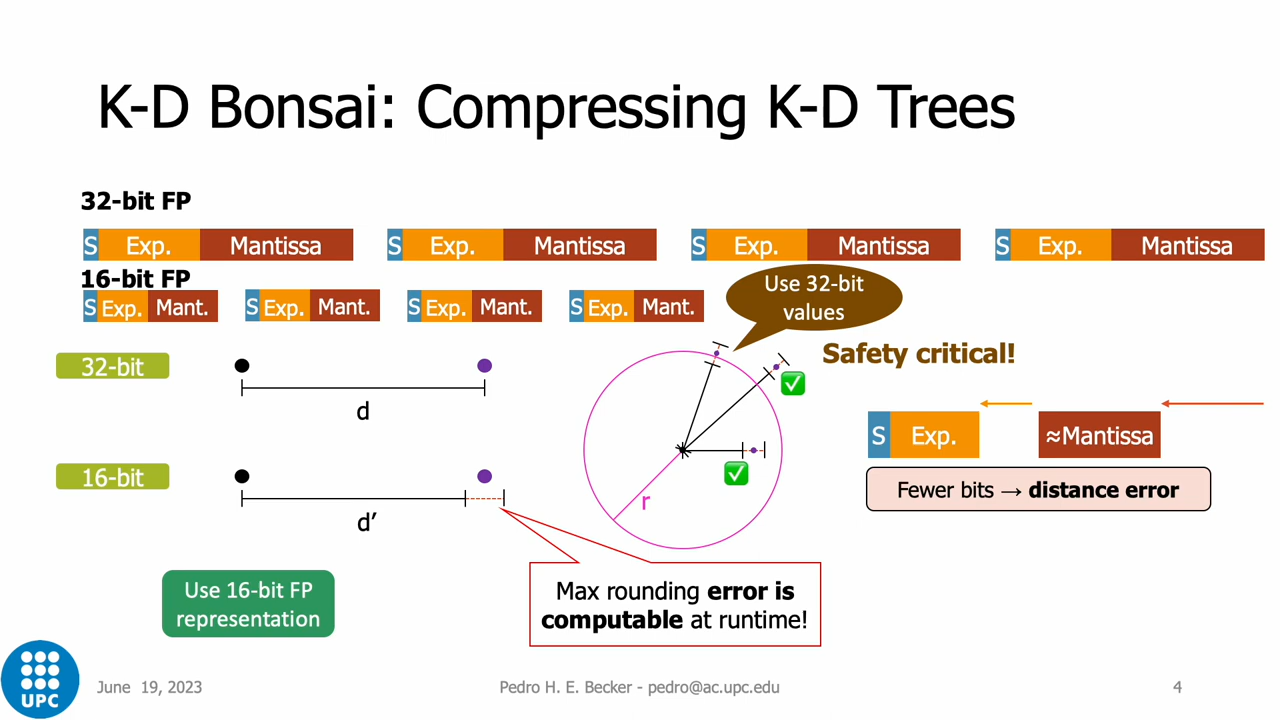 K-D Bonsai: Compressing K-D Trees
32-bit FP
S Exp. Mantissa S Exp. Mantissa S Exp. Mantissa S Exp. Mantissa
16-bit FP
S Exp. Mant. S Exp. Mant. S Exp. Mant. S Exp. Mant.
Use 32-bit
values
Safety critical!
32-bit
d
16-bit
d’
r
S Exp. ≈Mantissa
Fewer bits → distance error
Use 16-bit FP
representation
Max rounding error is
computable at runtime!
UPC
June 19, 2023
Pedro H. E. Becker - pedro@ac.upc.edu
4